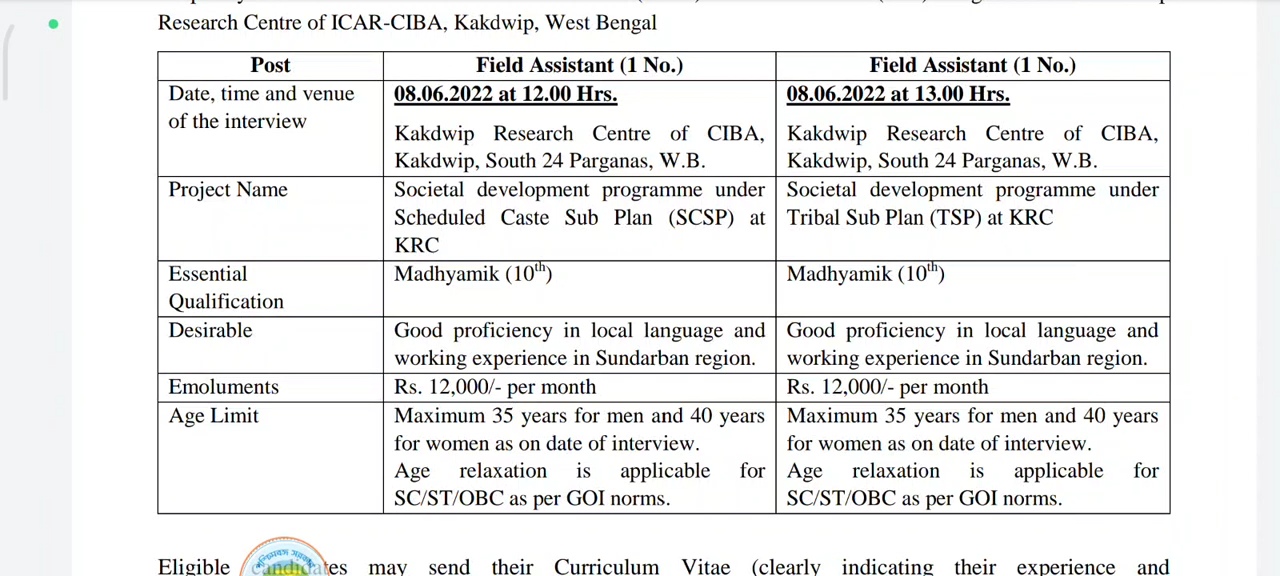 Research Centre of ICAR-CIBA, Kakdwip, West Bengal
Post Field Assistant (1 No.) Field Assistant (1 No.)
Date, time and venue of the interview
08.06.2022 at 12.00 Hrs.
Kakdwip Research Centre of CIBA,
Kakdwip, South 24 Parganas, W.B.
08.06.2022 at 13.00 Hrs.
Kakdwip Research Centre of CIBA,
Kakdwip, South 24 Parganas, W.B.
Project Name
Societal development programme under
Scheduled Caste Sub Plan (SCSP) at
KRC
Societal development programme under
Tribal Sub Plan (TSP) at KRC
Essential
Qualification
Madhyamik (10th)
Madhyamik (10th)
Desirable
Good proficiency in local language and
working experience in Sundarban region.
Good proficiency in local language and
working experience in Sundarban region.
Emoluments
Rs. 12,000/- per month
Rs. 12,000/- per month
Age Limit
Maximum 35 years for men and 40 years
for women as on date of interview.
Age relaxation is applicable for
SC/ST/OBC as per GOI norms.
Maximum 35 years for men and 40 years
for women as on date of interview.
Age relaxation is applicable for
SC/ST/OBC as per GOI norms.
Eligible candidates may send their Curriculum Vitae (clearly indicating their experience and